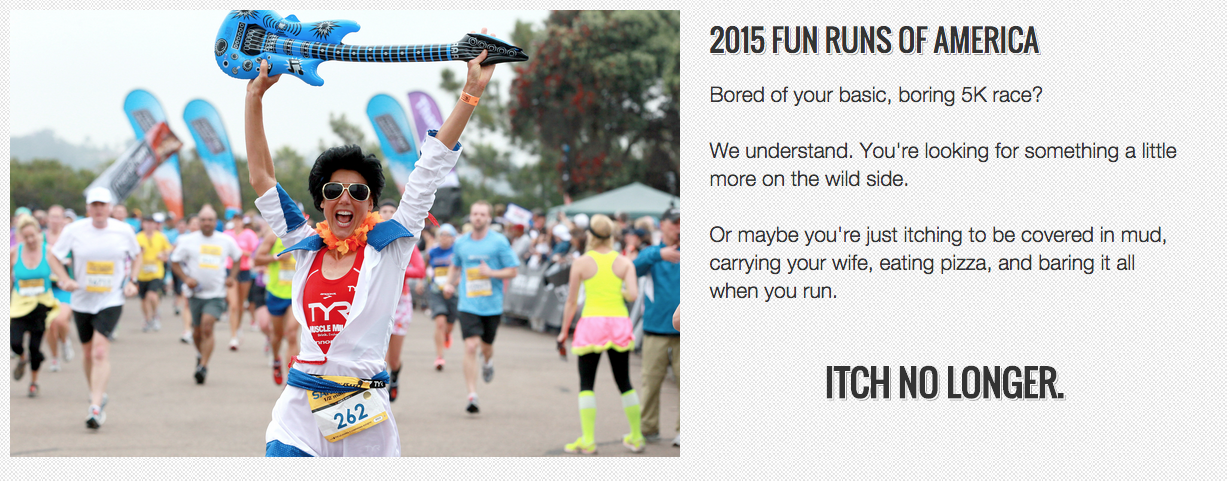 2015 FUN RUNS OF AMERICA
Bored of your basic, boring 5K race?
We understand. You're looking for something a little
more on the wild side.
Or maybe you're just itching to be covered in mud,
carrying your wife, eating pizza, and baring it all
when you run.
ITCH NO LONGER.
TYR
MUSCLE MIL
TYR
262